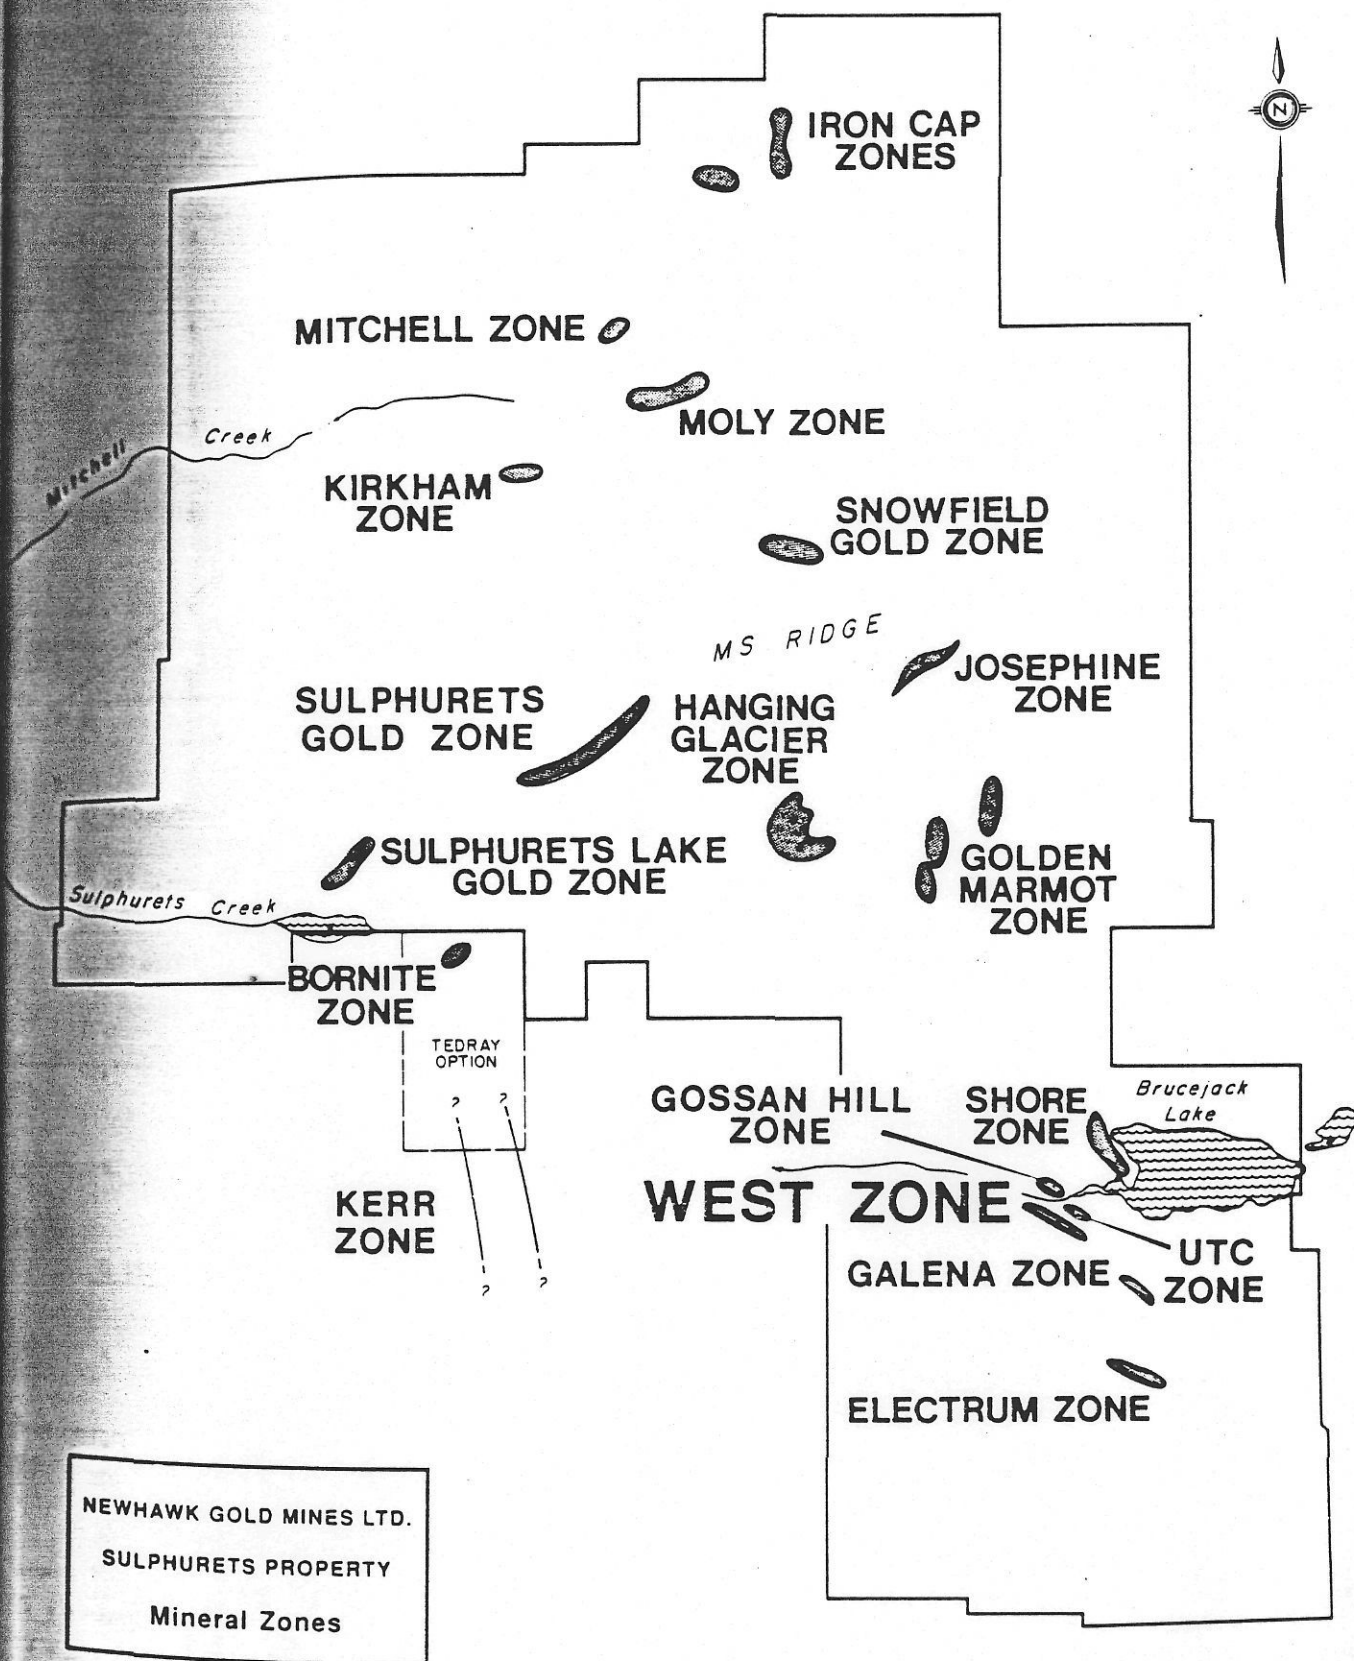 N
IRON CAP
ZONES
MITCHELL ZONE
MOLY ZONE
Mitchell Creek
KIRKHAM
ZONE
SNOWFIELD
GOLD ZONE
MS RIDGE
JOSEPHINE
ZONE
SULPHURETS
GOLD ZONE
HANGING
GLACIER
ZONE
SULPHURETS LAKE
GOLD ZONE
GOLDEN
MARMOT
ZONE
Sulphurets Creek
BORNITE
ZONE
TEDRAY
OPTION
? ?
GOSSAN HILL
ZONE
SHORE
ZONE
Brucejack
Lake
KERR
ZONE
WEST ZONE
? ?
UTC
ZONE
GALENA ZONE
ELECTRUM ZONE
NEWHAWK GOLD MINES LTD.
SULPHURETS PROPERTY
Mineral Zones